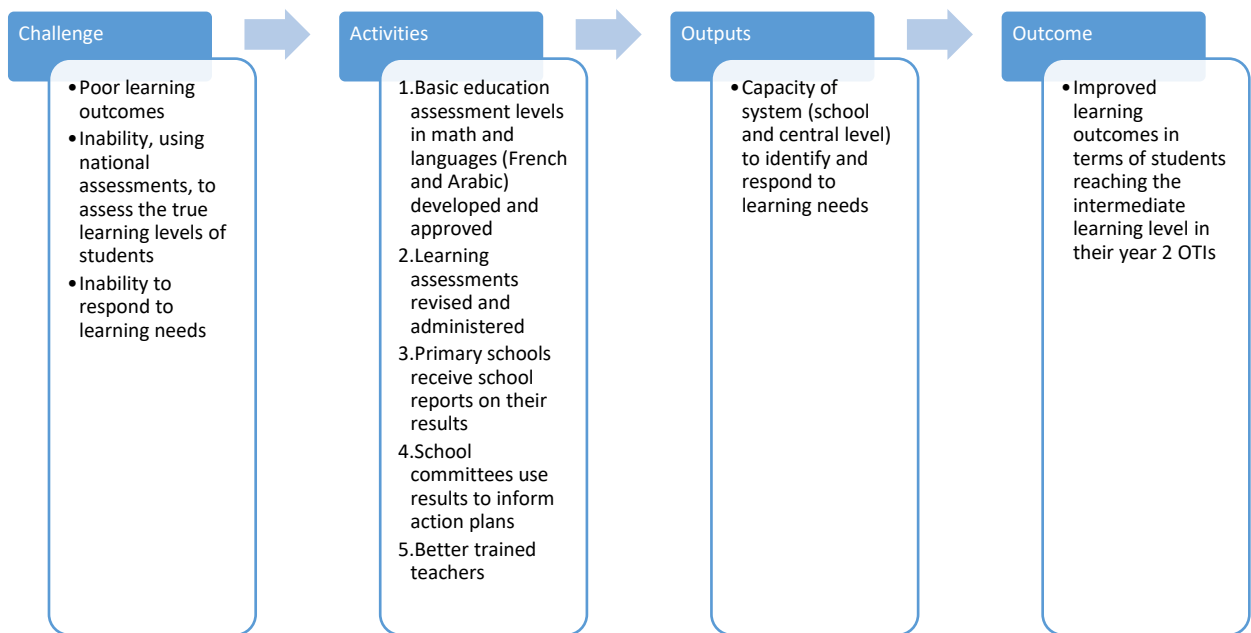 Challenge
•Poor learning
outcomes
•Inability, using
national
assessments, to
assess the true
learning levels of
students
•Inability to
respond to
learning needs
Activities
1.Basic education
assessment levels
in math and
languages (French
and Arabic)
developed and
approved
2.Learning
assessments
revised and
administered
3.Primary schools
receive school
reports on their
results
4.School
committees use
results to inform
action plans
5.Better trained
teachers
Outputs
•Capacity of
system (school
and central level)
to identify and
respond to
learning needs
Outcome
•Improved
learning
outcomes in
terms of students
reaching the
intermediate
learning level in
their year 2 OTIs